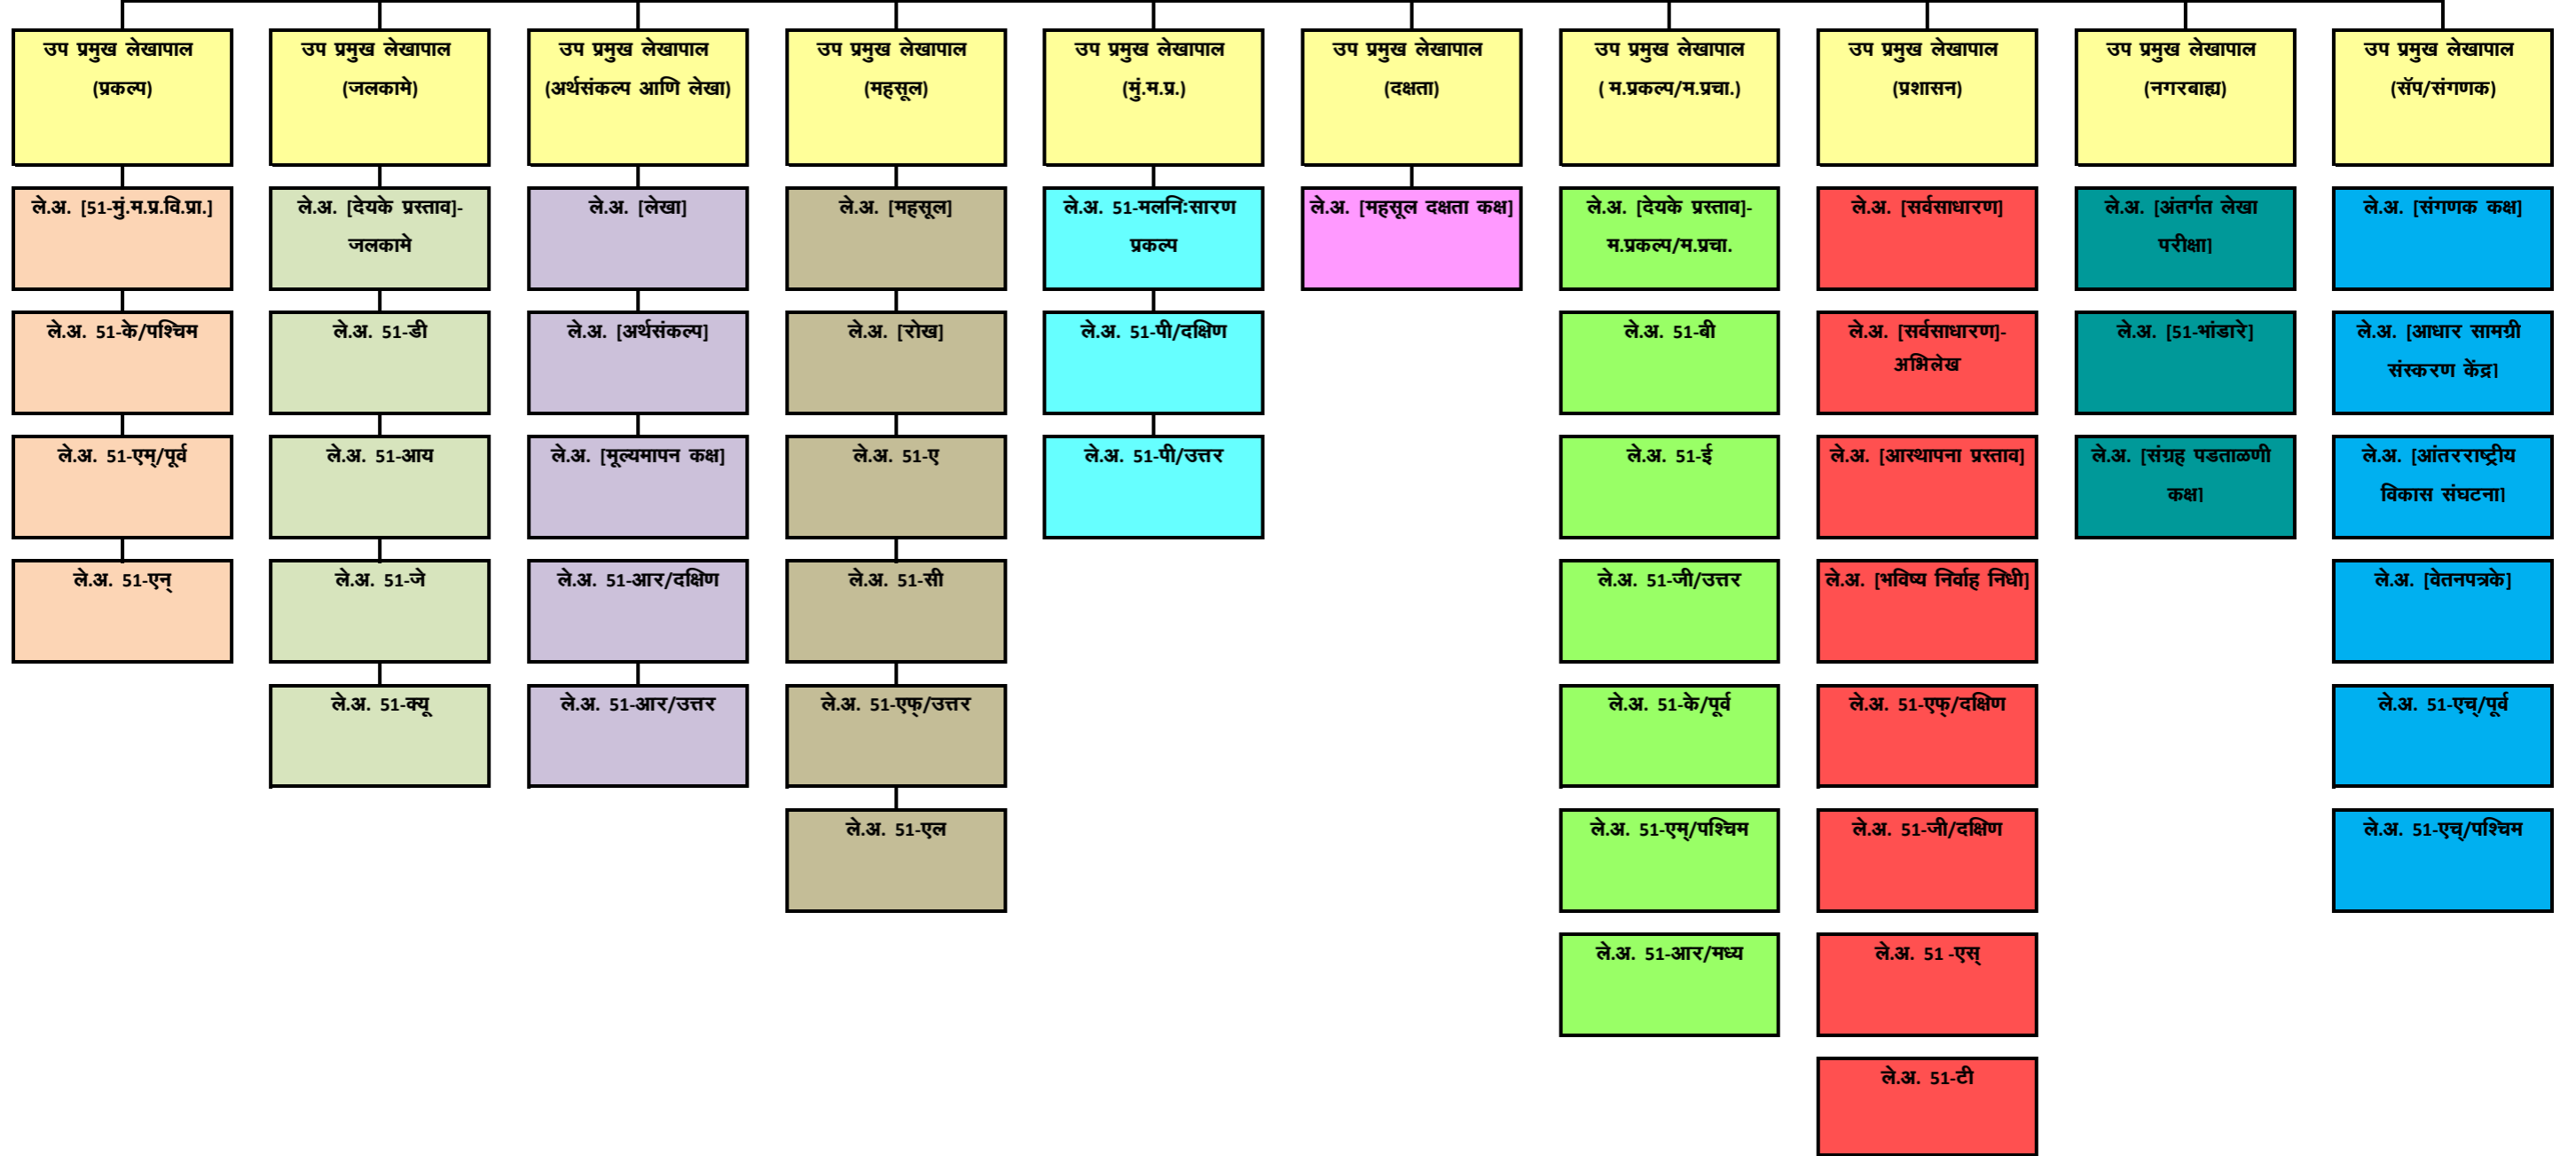 उप प्रमुख लेखापाल
(प्रकल्प)
ले.अ. [51-मुं.म.प्र.वि.प्रा.]
ले.अ. 51-के/पश्चिम
ले.अ. 51-एम्/पूर्व
ले.अ. 51-एन्
उप प्रमुख लेखापाल
(जलकामे)
ले.अ. [देयके प्रस्ताव]-
जलकामे
ले.अ. 51-डी
ले.अ. 51-आय
ले.अ. 51-जे
ले.अ. 51-क्यू
उप प्रमुख लेखापाल
(अर्थसंकल्प आणि लेखा)
ले.अ. [लेखा]
ले.अ. [अर्थसंकल्प]
ले.अ. [मूल्यमापन कक्ष]
ले.अ. 51-आर/दक्षिण
ले.अ. 51-आर/उत्तर
उप प्रमुख लेखापाल
(महसूल)
ले.अ. [महसूल]
ले.अ. [रोख]
ले.अ. 51-ए
ले.अ. 51-सी
ले.अ. 51-एफ्/उत्तर
ले.अ. 51-एल
उप प्रमुख लेखापाल
(मुं.म.प्र.)
ले.अ. 51-मलनिःसारण
प्रकल्प
ले.अ. 51-पी/दक्षिण
ले.अ. 51-पी/उत्तर
उप प्रमुख लेखापाल
(दक्षता)
ले.अ. [महसूल दक्षता कक्ष]
उप प्रमुख लेखापाल
( म.प्रकल्प/म.प्रचा.)
ले.अ. [देयके प्रस्ताव]-
म.प्रकल्प/म.प्रचा.
ले.अ. 51-बी
ले.अ. 51-ई
ले.अ. 51-जी/उत्तर
ले.अ. 51-के/पूर्व
ले.अ. 51-एम्/पश्चिम
ले.अ. 51-आर/मध्य
उप प्रमुख लेखापाल
(प्रशासन)
ले.अ. [सर्वसाधारण]
ले.अ. [सर्वसाधारण]-
अभिलेख
ले.अ. [आस्थापना प्रस्ताव]
ले.अ. [भविष्य निर्वाह निधी]
ले.अ. 51-एफ्/दक्षिण
ले.अ. 51-जी/दक्षिण
ले.अ. 51 -एस्
ले.अ. 51-टी
उप प्रमुख लेखापाल
(नगरबाह्य)
ले.अ. [अंतर्गत लेखा
परीक्षा]
ले.अ. [51-भांडारे]
ले.अ. [संग्रह पडताळणी
कक्ष]
उप प्रमुख लेखापाल
(सॅप/संगणक)
ले.अ. [संगणक कक्ष]
ले.अ. [आधार सामग्री
संस्करण केंद्र]
ले.अ. [आंतरराष्ट्रीय
विकास संघटना]
ले.अ. [वेतनपत्रके]
ले.अ. 51-एच्/पूर्व
ले.अ. 51-एच्/पश्चिम